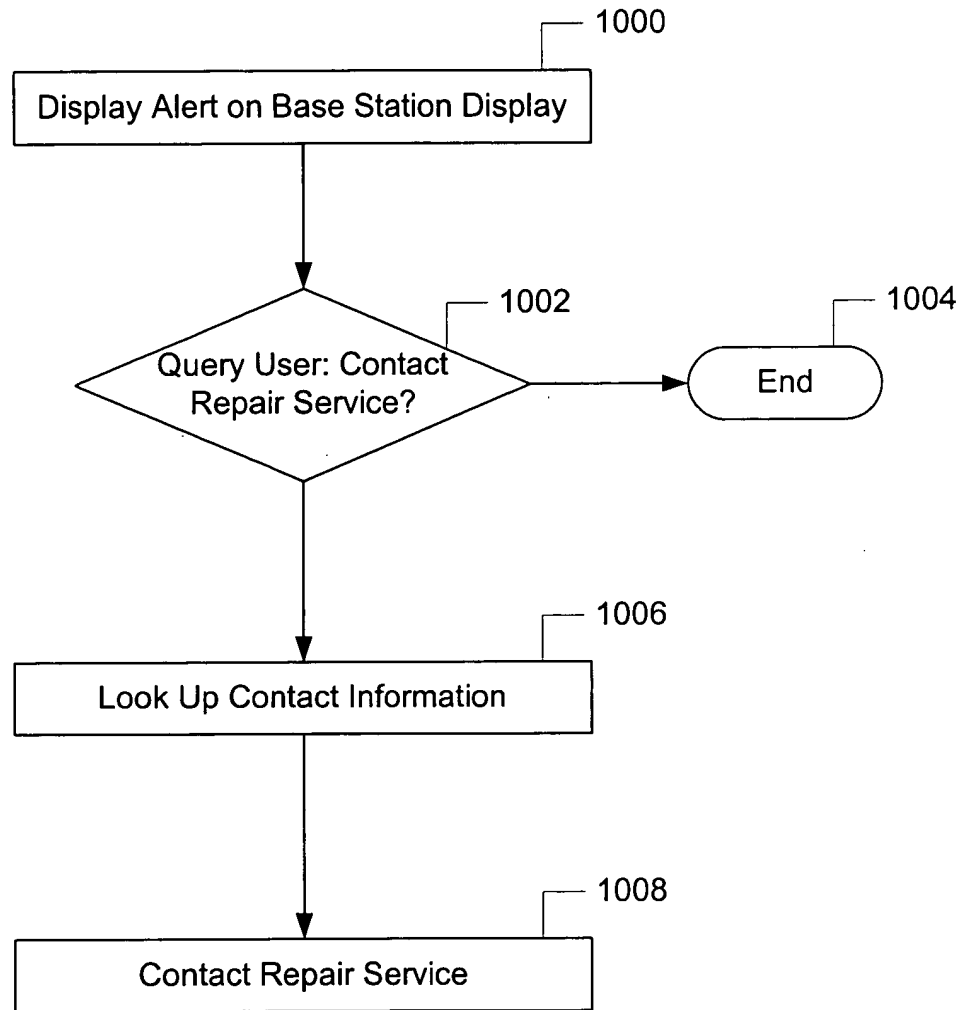 1000
Display Alert on Base Station Display
1002
1004
Query User: Contact
Repair Service?
End
1006
Look Up Contact Information
1008
Contact Repair Service